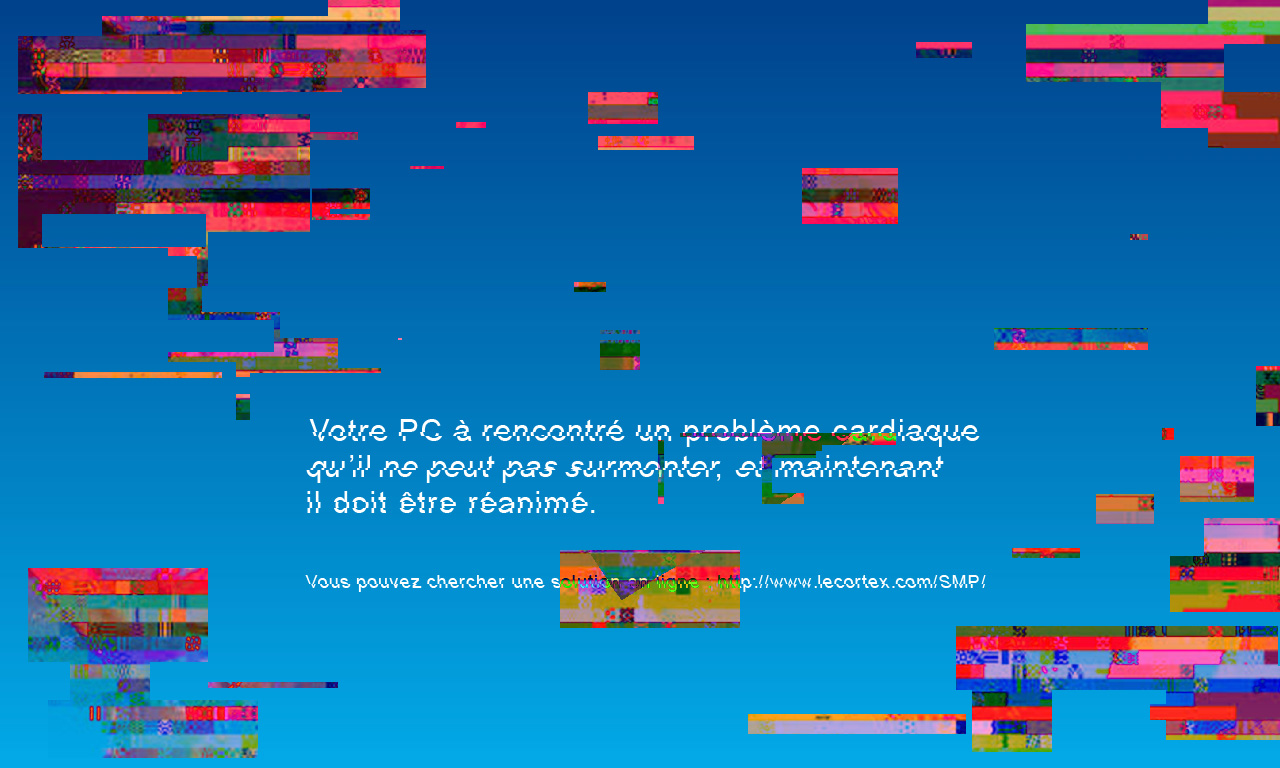 Votre PC à rencontré un problème cardiaque
qu'il ne peut pas surmonter, et maintenant
il doit être réanimé.
Vous pouvez chercher une solution en ligne : http://www.lecortex.com/SMP/